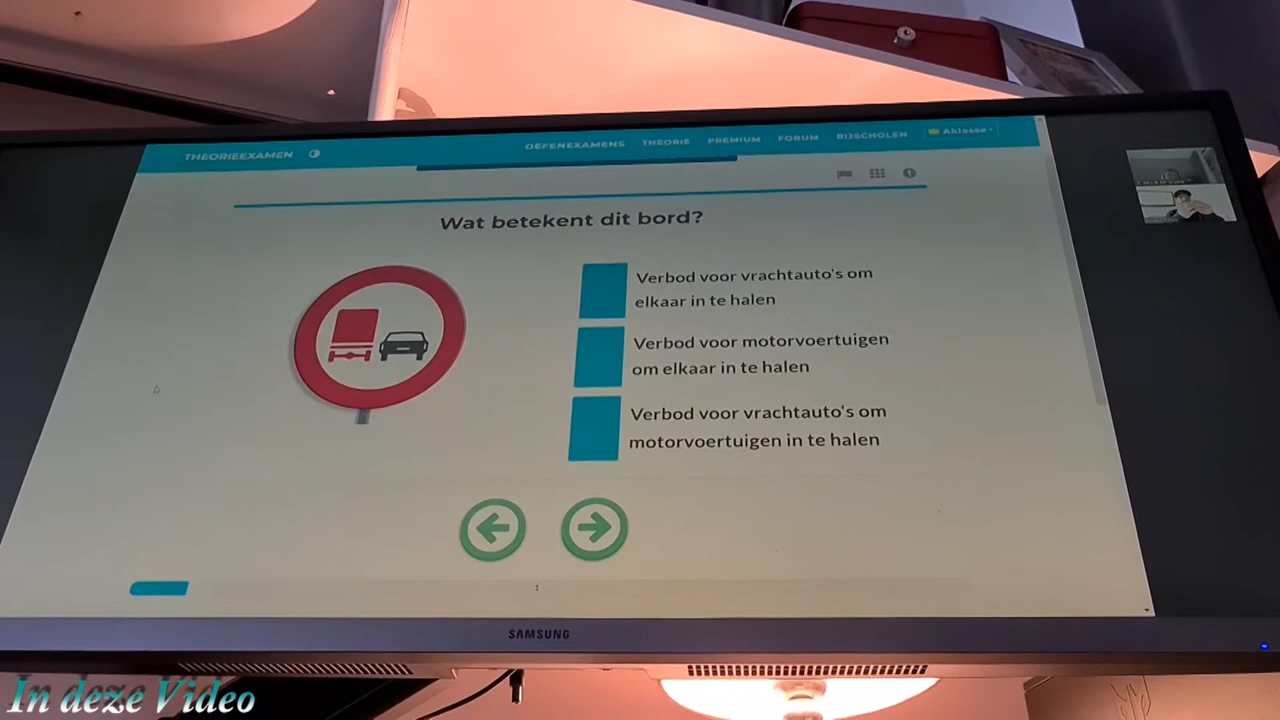 THEORIEEXAMEN
OEFENEXAMENS THEORIE PREMIUM FORUM BIJSCHOLEN Aklasse
Wat betekent dit bord?
Verbod voor vrachtauto's om
elkaar in te halen
Verbod voor motorvoertuigen
om elkaar in te halen
Verbod voor vrachtauto's om
motorvoertuigen in te halen
1
SAMSUNG
In deze Video